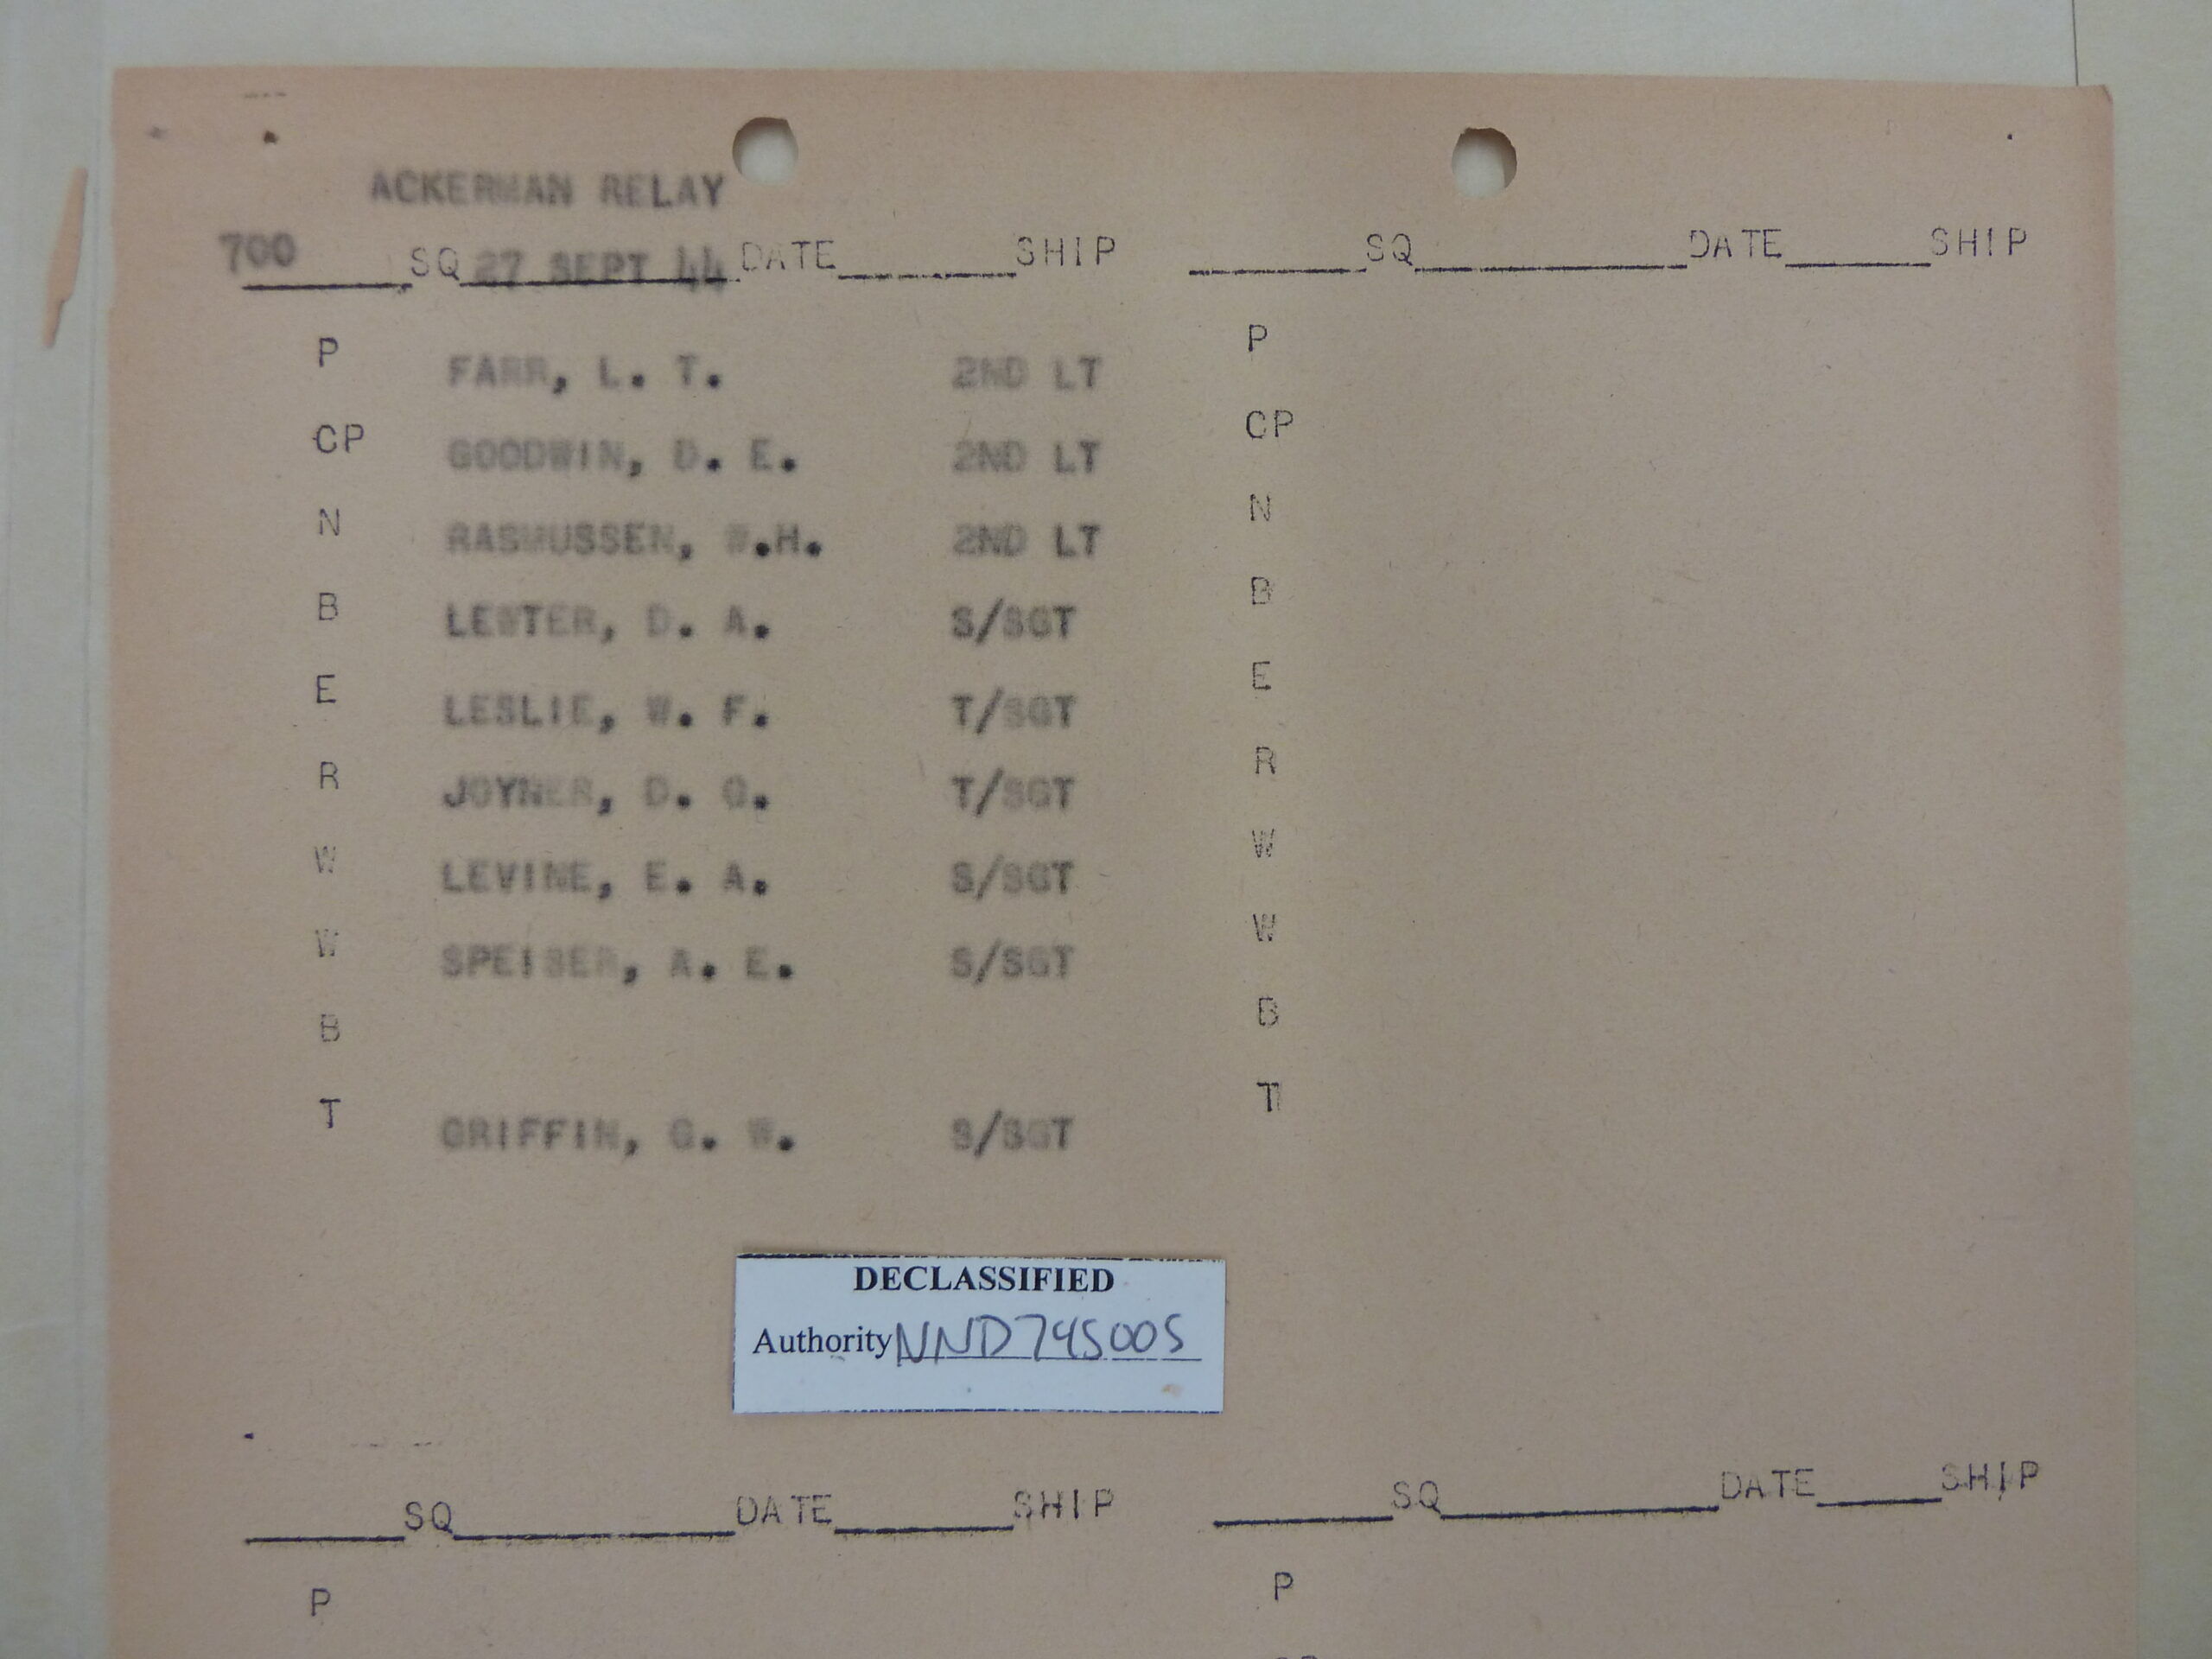 ACKERMAN RELAY
700 SQ 27 SEPT 44 DATE SHIP SQ DATE SHIP
P FARR, L. T. 2ND LT P
CP GOODWIN, D. E. 2ND LT CP
N RASMUSSEN, W.H. 2ND LT N
B LEWTER, D. A. S/SGT B
E LESLIE, W. F. T/SGT E
R JOYNER, D. O. T/SGT R
W LEVINE, E. A. S/SGT W
W SPEISER, A. E. S/SGT W
B B
T GRIFFIN, G. W. S/SGT T
DECLASSIFIED
Authority NND745005
SQ DATE SHIP SQ DATE SHIP
P P